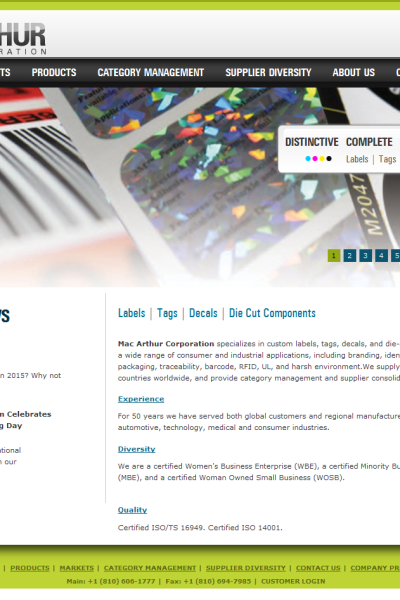 HUR
RATION
TS PRODUCTS CATEGORY MANAGEMENT SUPPLIER DIVERSITY ABOUT US
DISTINCTIVE COMPLETE
Labels | Tags
M2047
1 2 3 4 5
Labels | Tags | Decals | Die Cut Components
Mac Arthur Corporation specializes in custom labels, tags, decals, and die-
a wide range of consumer and industrial applications, including branding, iden
packaging, traceability, barcode, RFID, UL, and harsh environment.We supply
countries worldwide, and provide category management and supplier consolid
Experience
For 50 years we have served both global customers and regional manufacture
automotive, technology, medical and consumer industries.
Diversity
We are a certified Women's Business Enterprise (WBE), a certified Minority Bu
(MBE), and a certified Woman Owned Small Business (WOSB).
Quality
Certified ISO/TS 16949. Certified ISO 14001.
WS
n 2015? Why not
n Celebrates
g Day
ational
n our
| PRODUCTS | MARKETS | CATEGORY MANAGEMENT | SUPPLIER DIVERSITY | CONTACT US | COMPANY PR
Main: +1 (810) 606-1777 | Fax: +1 (810) 694-7985 | CUSTOMER LOGIN